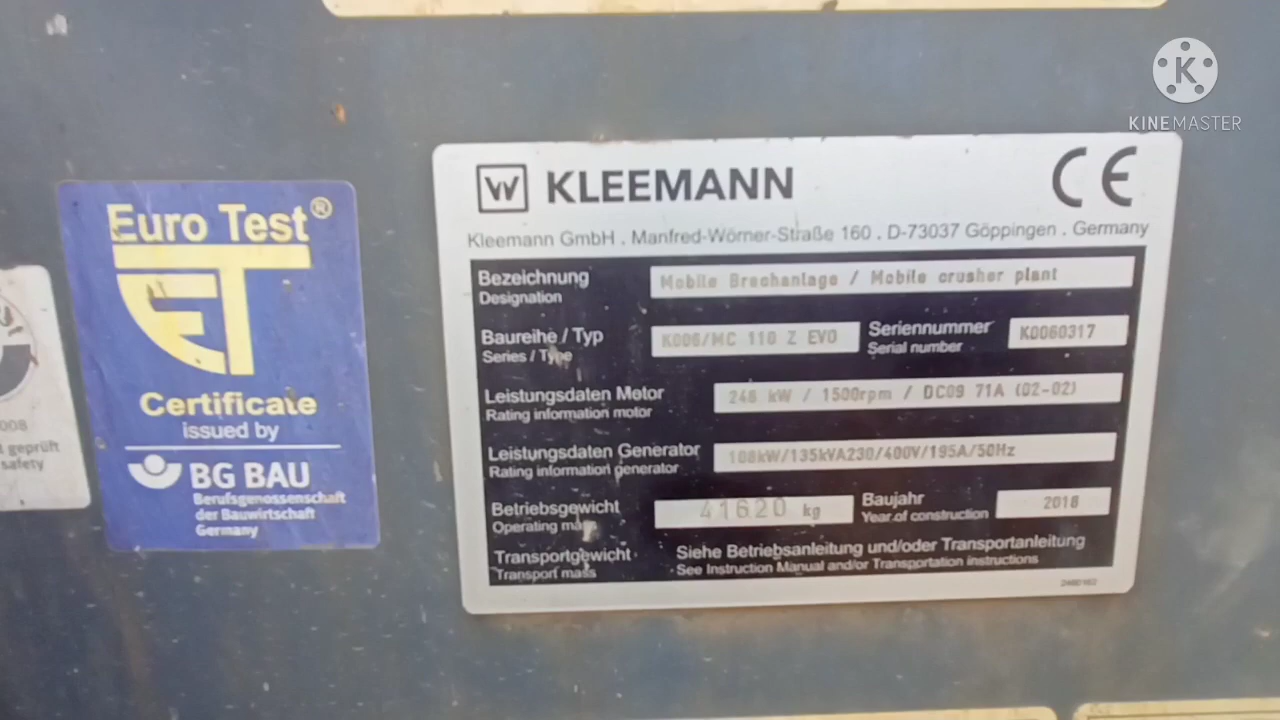 KINEMASTER
Euro Test®
ET
Certificate
issued by
BG BAU
Berufsgenossenschaft
der Bauwirtschaft
Germany
008
geprüft
safety
KLEEMANN CE
Kleemann GmbH . Manfred-Wörner-Straße 160 . D-73037 Göppingen . Germany
Bezeichnung Mobile Brechanlage / Mobile crusher plant
Designation
Baureihe / Typ K006/MC 110 Z EVO Seriennummer K0060317
Series / Type Serial number
Leistungsdaten Motor 248 kW / 1500rpm / DC09 71A (02-02)
Rating information motor
Leistungsdaten Generator 108kW/135kVA230/400V/195A/50Hz
Rating information generator
Betriebsgewicht 41620 kg Baujahr 2018
Operating mass Year of construction
Transportgewicht Siehe Betriebsanleitung und/oder Transportanleitung
Transport mass See Instruction Manual and/or Transportation instructions